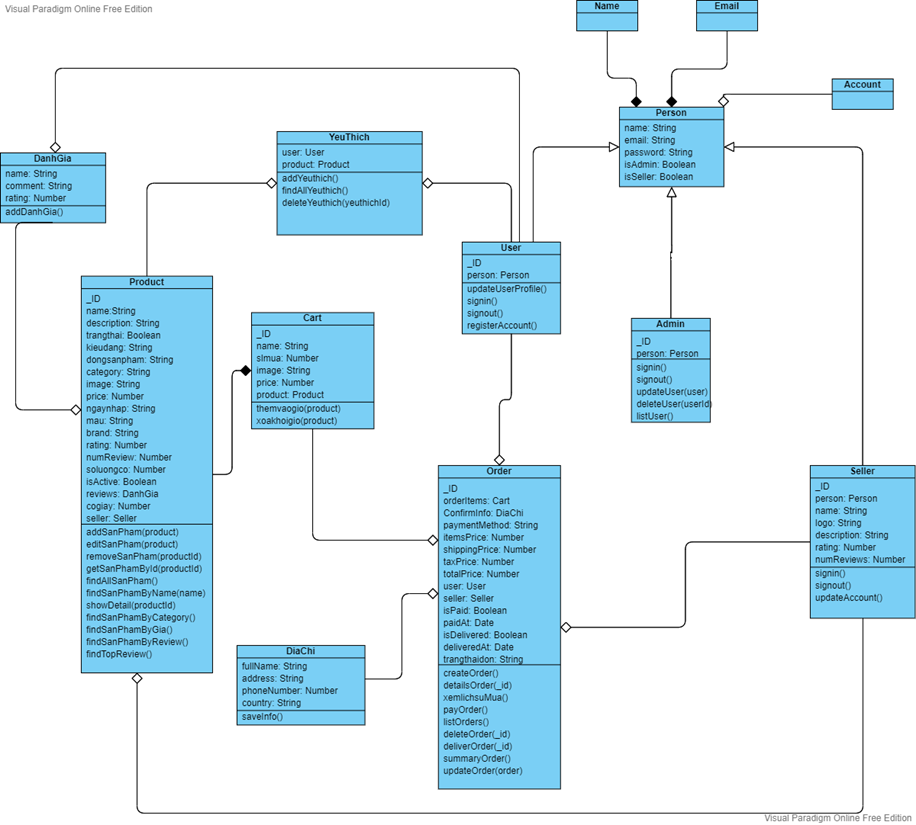 Visual Paradigm Online Free Edition
Name
Email
Account
Person
name: String
email: String
password: String
isAdmin: Boolean
isSeller: Boolean
YeuThich
user: User
product: Product
addYeuthich()
findAllYeuthich()
deleteYeuthich(yeuthichId)
DanhGia
name: String
comment: String
rating: Number
addDanhGia()
User
_ID
person: Person
updateUserProfile()
signin()
signout()
registerAccount()
Product
_ID
name:String
description: String
trangthai: Boolean
kieudang: String
dongsanpham: String
category: String
image: String
price: Number
ngaynhap: String
mau: String
brand: String
rating: Number
numReview: Number
soluongco: Number
isActive: Boolean
reviews: DanhGia
cogiay: Number
seller: Seller
addSanPham(product)
editSanPham(product)
removeSanPham(productId)
getSanPhamById(productId)
findAllSanPham()
findSanPhamByName(name)
showDetail(productId)
findSanPhamByCategory()
findSanPhamByGia()
findSanPhamByReview()
findTopReview()
Cart
_ID
name: String
slmua: Number
image: String
price: Number
product: Product
themvaogio(product)
xoakhoigio(product)
Admin
_ID
person: Person
signin()
signout()
updateUser(user)
deleteUser(userId)
listUser()
Order
_ID
orderItems: Cart
ConfirmInfo: DiaChi
paymentMethod: String
itemsPrice: Number
shippingPrice: Number
taxPrice: Number
totalPrice: Number
user: User
seller: Seller
isPaid: Boolean
paidAt: Date
isDelivered: Boolean
deliveredAt: Date
trangthaidon: String
createOrder()
detailsOrder(_id)
xemlichsuMua()
payOrder()
listOrders()
deleteOrder(_id)
deliverOrder(_id)
summaryOrder()
updateOrder(order)
Seller
_ID
person: Person
name: String
logo: String
description: String
rating: Number
numReviews: Number
signin()
signout()
updateAccount()
DiaChi
fullName: String
address: String
phoneNumber: Number
country: String
saveInfo()
Visual Paradigm Online Free Edition